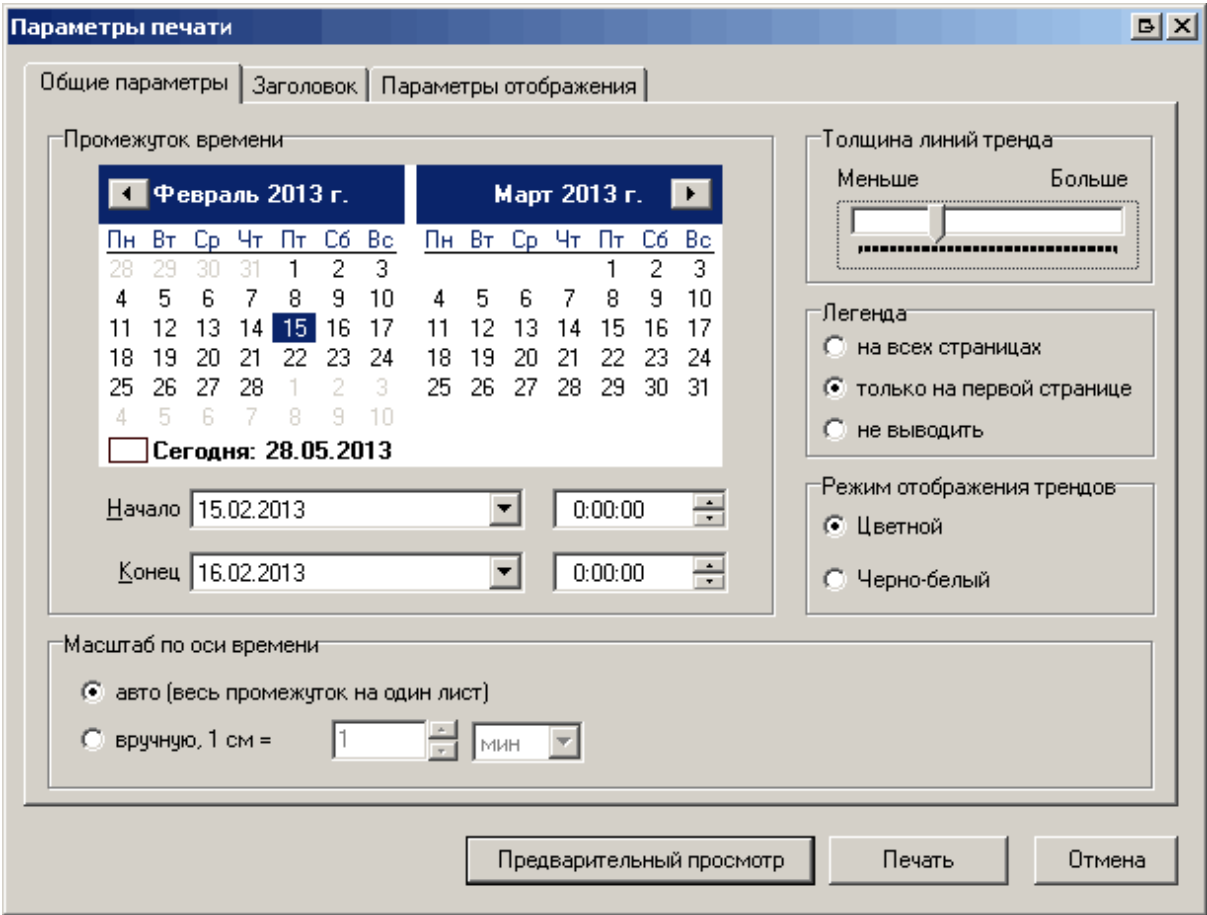 Параметры печати
Общие параметры Заголовок Параметры отображения
Промежуток времени
Февраль 2013 г. Март 2013 г.
Пн Вт Ср Чт Пт Сб Вс Пн Вт Ср Чт Пт Сб Вс
28 29 30 31 1 2 3 1 2 3
4 5 6 7 8 9 10 4 5 6 7 8 9 10
11 12 13 14 15 16 17 11 12 13 14 15 16 17
18 19 20 21 22 23 24 18 19 20 21 22 23 24
25 26 27 28 1 2 3 25 26 27 28 29 30 31
4 5 6 7 8 9 10
Сегодня: 28.05.2013
Начало 15.02.2013 0:00:00
Конец 16.02.2013 0:00:00
Толщина линий тренда
Меньше Больше
Легенда
на всех страницах
только на первой странице
не выводить
Режим отображения трендов
Цветной
Черно-белый
Масштаб по оси времени
авто (весь промежуток на один лист)
вручную, 1 см = 1 мин
Предварительный просмотр Печать Отмена